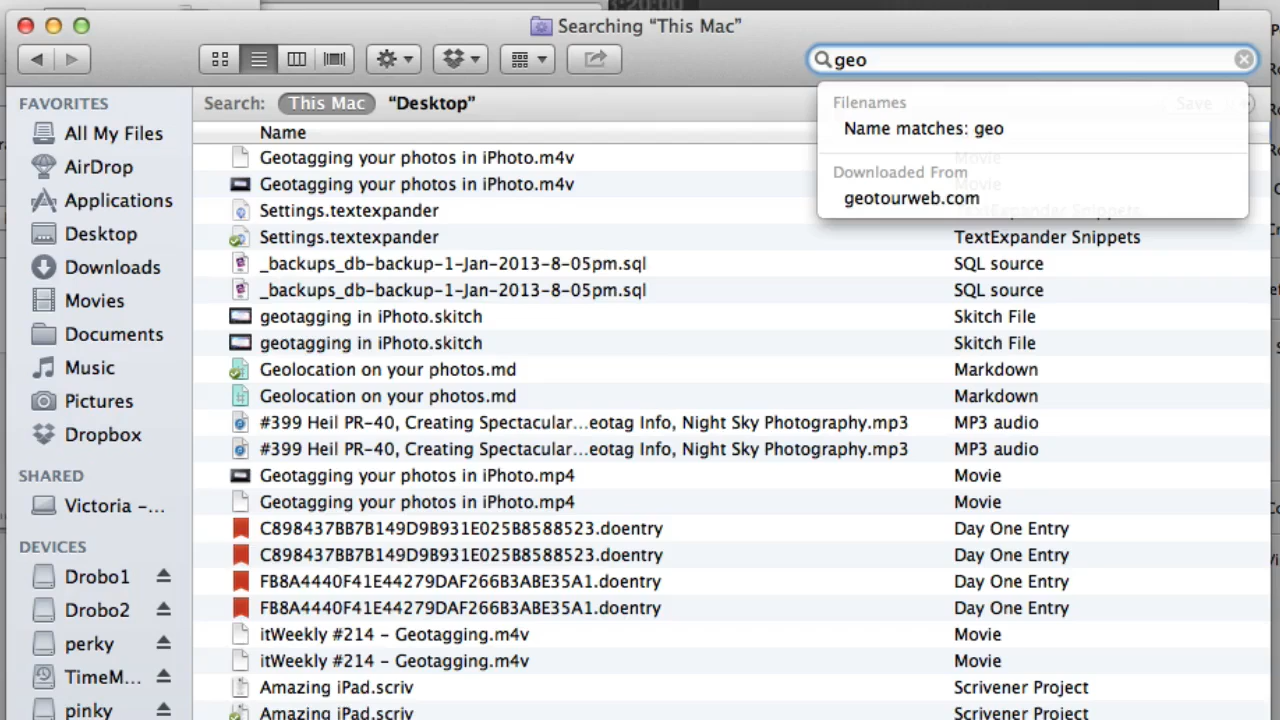 Searching “This Mac”
geo
FAVORITES
All My Files
AirDrop
Applications
Desktop
Downloads
Movies
Documents
Music
Pictures
Dropbox
SHARED
Victoria -...
DEVICES
Drobo1
Drobo2
perky
TimeM...
pinky
Search: This Mac “Desktop”
Save
Filenames
Name matches: geo
Downloaded From
geotourweb.com
Name
Geotagging your photos in iPhoto.m4v Movie
Geotagging your photos in iPhoto.m4v Movie
Settings.textexpander TextExpander Snippets
Settings.textexpander TextExpander Snippets
_backups_db-backup-1-Jan-2013-8-05pm.sql SQL source
_backups_db-backup-1-Jan-2013-8-05pm.sql SQL source
geotagging in iPhoto.skitch Skitch File
geotagging in iPhoto.skitch Skitch File
Geolocation on your photos.md Markdown
Geolocation on your photos.md Markdown
#399 Heil PR-40, Creating Spectacular...eotag Info, Night Sky Photography.mp3 MP3 audio
#399 Heil PR-40, Creating Spectacular...eotag Info, Night Sky Photography.mp3 MP3 audio
Geotagging your photos in iPhoto.mp4 Movie
Geotagging your photos in iPhoto.mp4 Movie
C898437BB7B149D9B931E025B8588523.doentry Day One Entry
C898437BB7B149D9B931E025B8588523.doentry Day One Entry
FB8A4440F41E44279DAF266B3ABE35A1.doentry Day One Entry
FB8A4440F41E44279DAF266B3ABE35A1.doentry Day One Entry
itWeekly #214 - Geotagging.m4v Movie
itWeekly #214 - Geotagging.m4v Movie
Amazing iPad.scriv Scrivener Project
Amazing iPad.scriv Scrivener Project